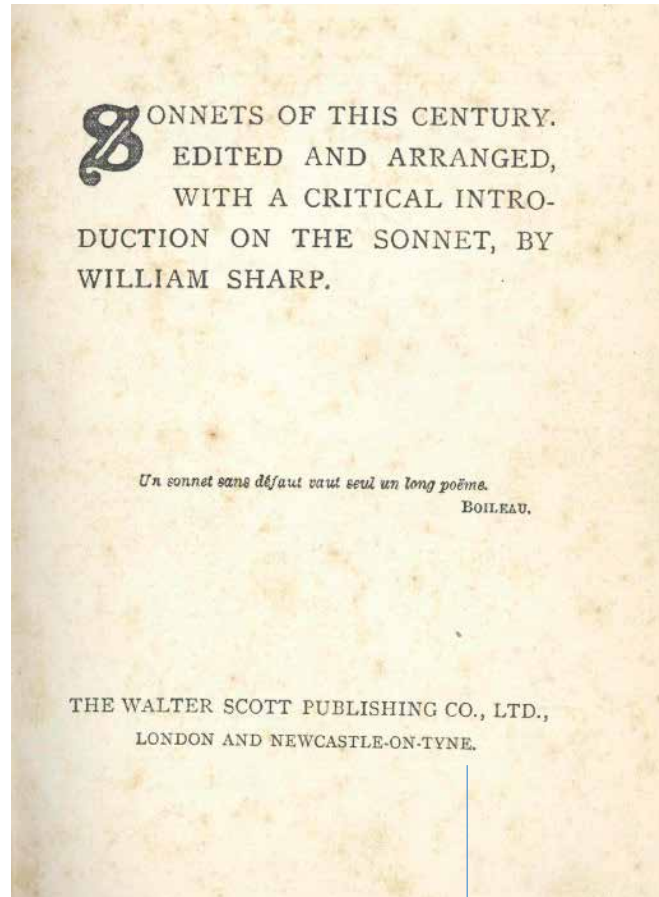 SONNETS OF THIS CENTURY.
EDITED AND ARRANGED,
WITH A CRITICAL INTRO-
DUCTION ON THE SONNET, BY
WILLIAM SHARP.
Un sonnet sans défaut vaut seul un long poëme.
BOILEAU.
THE WALTER SCOTT PUBLISHING CO., LTD.,
LONDON AND NEWCASTLE-ON-TYNE.